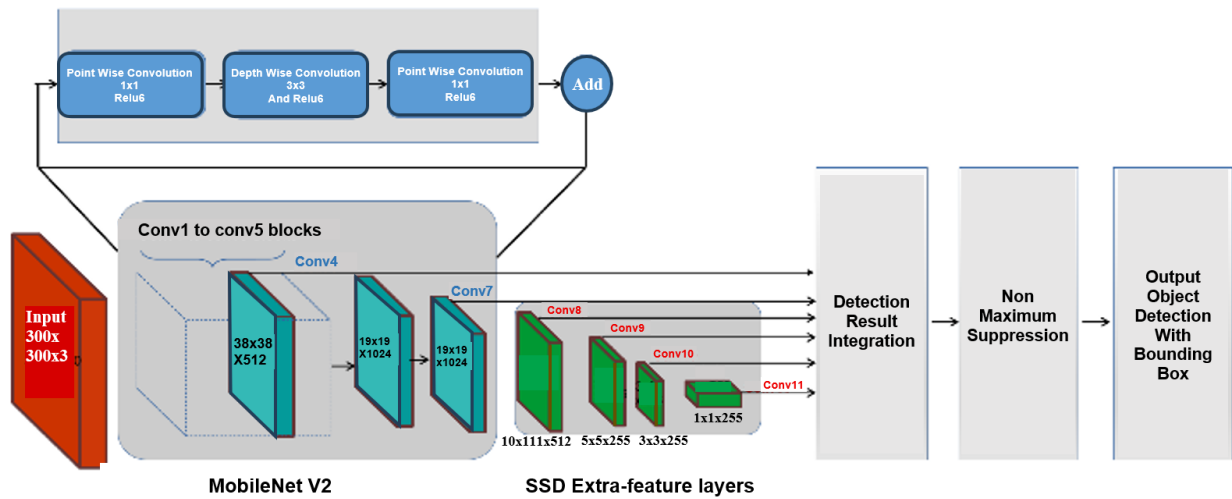 Point Wise Convolution
1x1
Relu6
Depth Wise Convolution
3x3
And Relu6
Point Wise Convolution
1x1
Relu6
Add
Conv1 to conv5 blocks
Conv4
Conv7
Input
300x
300x3
38x38
X512
19x19
X1024
19x19
x1024
Conv8
Conv9
Conv10
Conv11
10x111x512
5x5x255
3x3x255
1x1x255
MobileNet V2
SSD Extra-feature layers
Detection
Result
Integration
Non
Maximum
Suppression
Output
Object
Detection
With
Bounding
Box